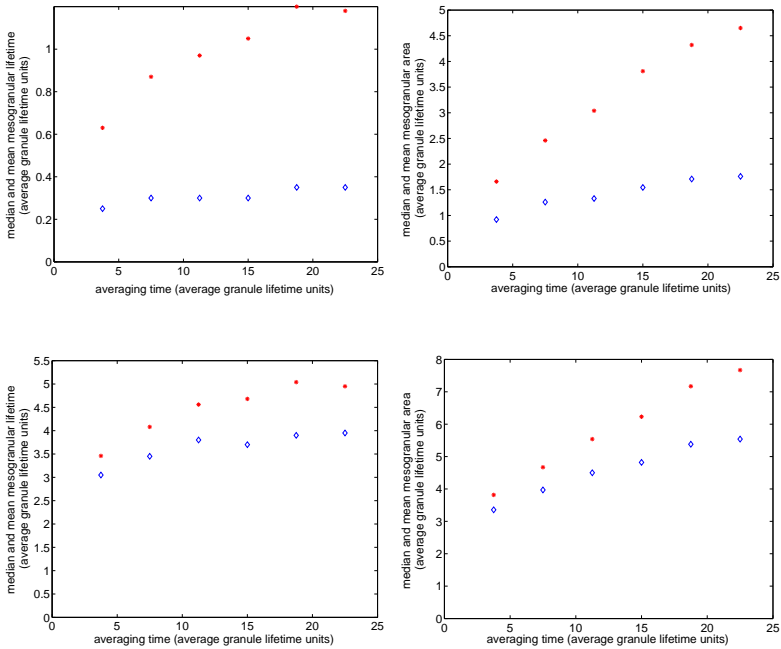 median and mean mesogranular lifetime
(average granule lifetime units)
1
0.8
0.6
0.4
0.2
0
0 5 10 15 20 25
averaging time (average granule lifetime units)
median and mean mesogranular area
(average granule lifetime units)
5
4.5
4
3.5
3
2.5
2
1.5
1
0.5
0
0 5 10 15 20 25
averaging time (average granule lifetime units)
median and mean mesogranular lifetime
(average granule lifetime units)
5.5
5
4.5
4
3.5
3
2.5
2
1.5
1
0.5
0
0 5 10 15 20 25
averaging time (average granule lifetime units)
median and mean mesogranular area
(average granule lifetime units)
8
7
6
5
4
3
2
1
0
0 5 10 15 20 25
averaging time (average granule lifetime units)